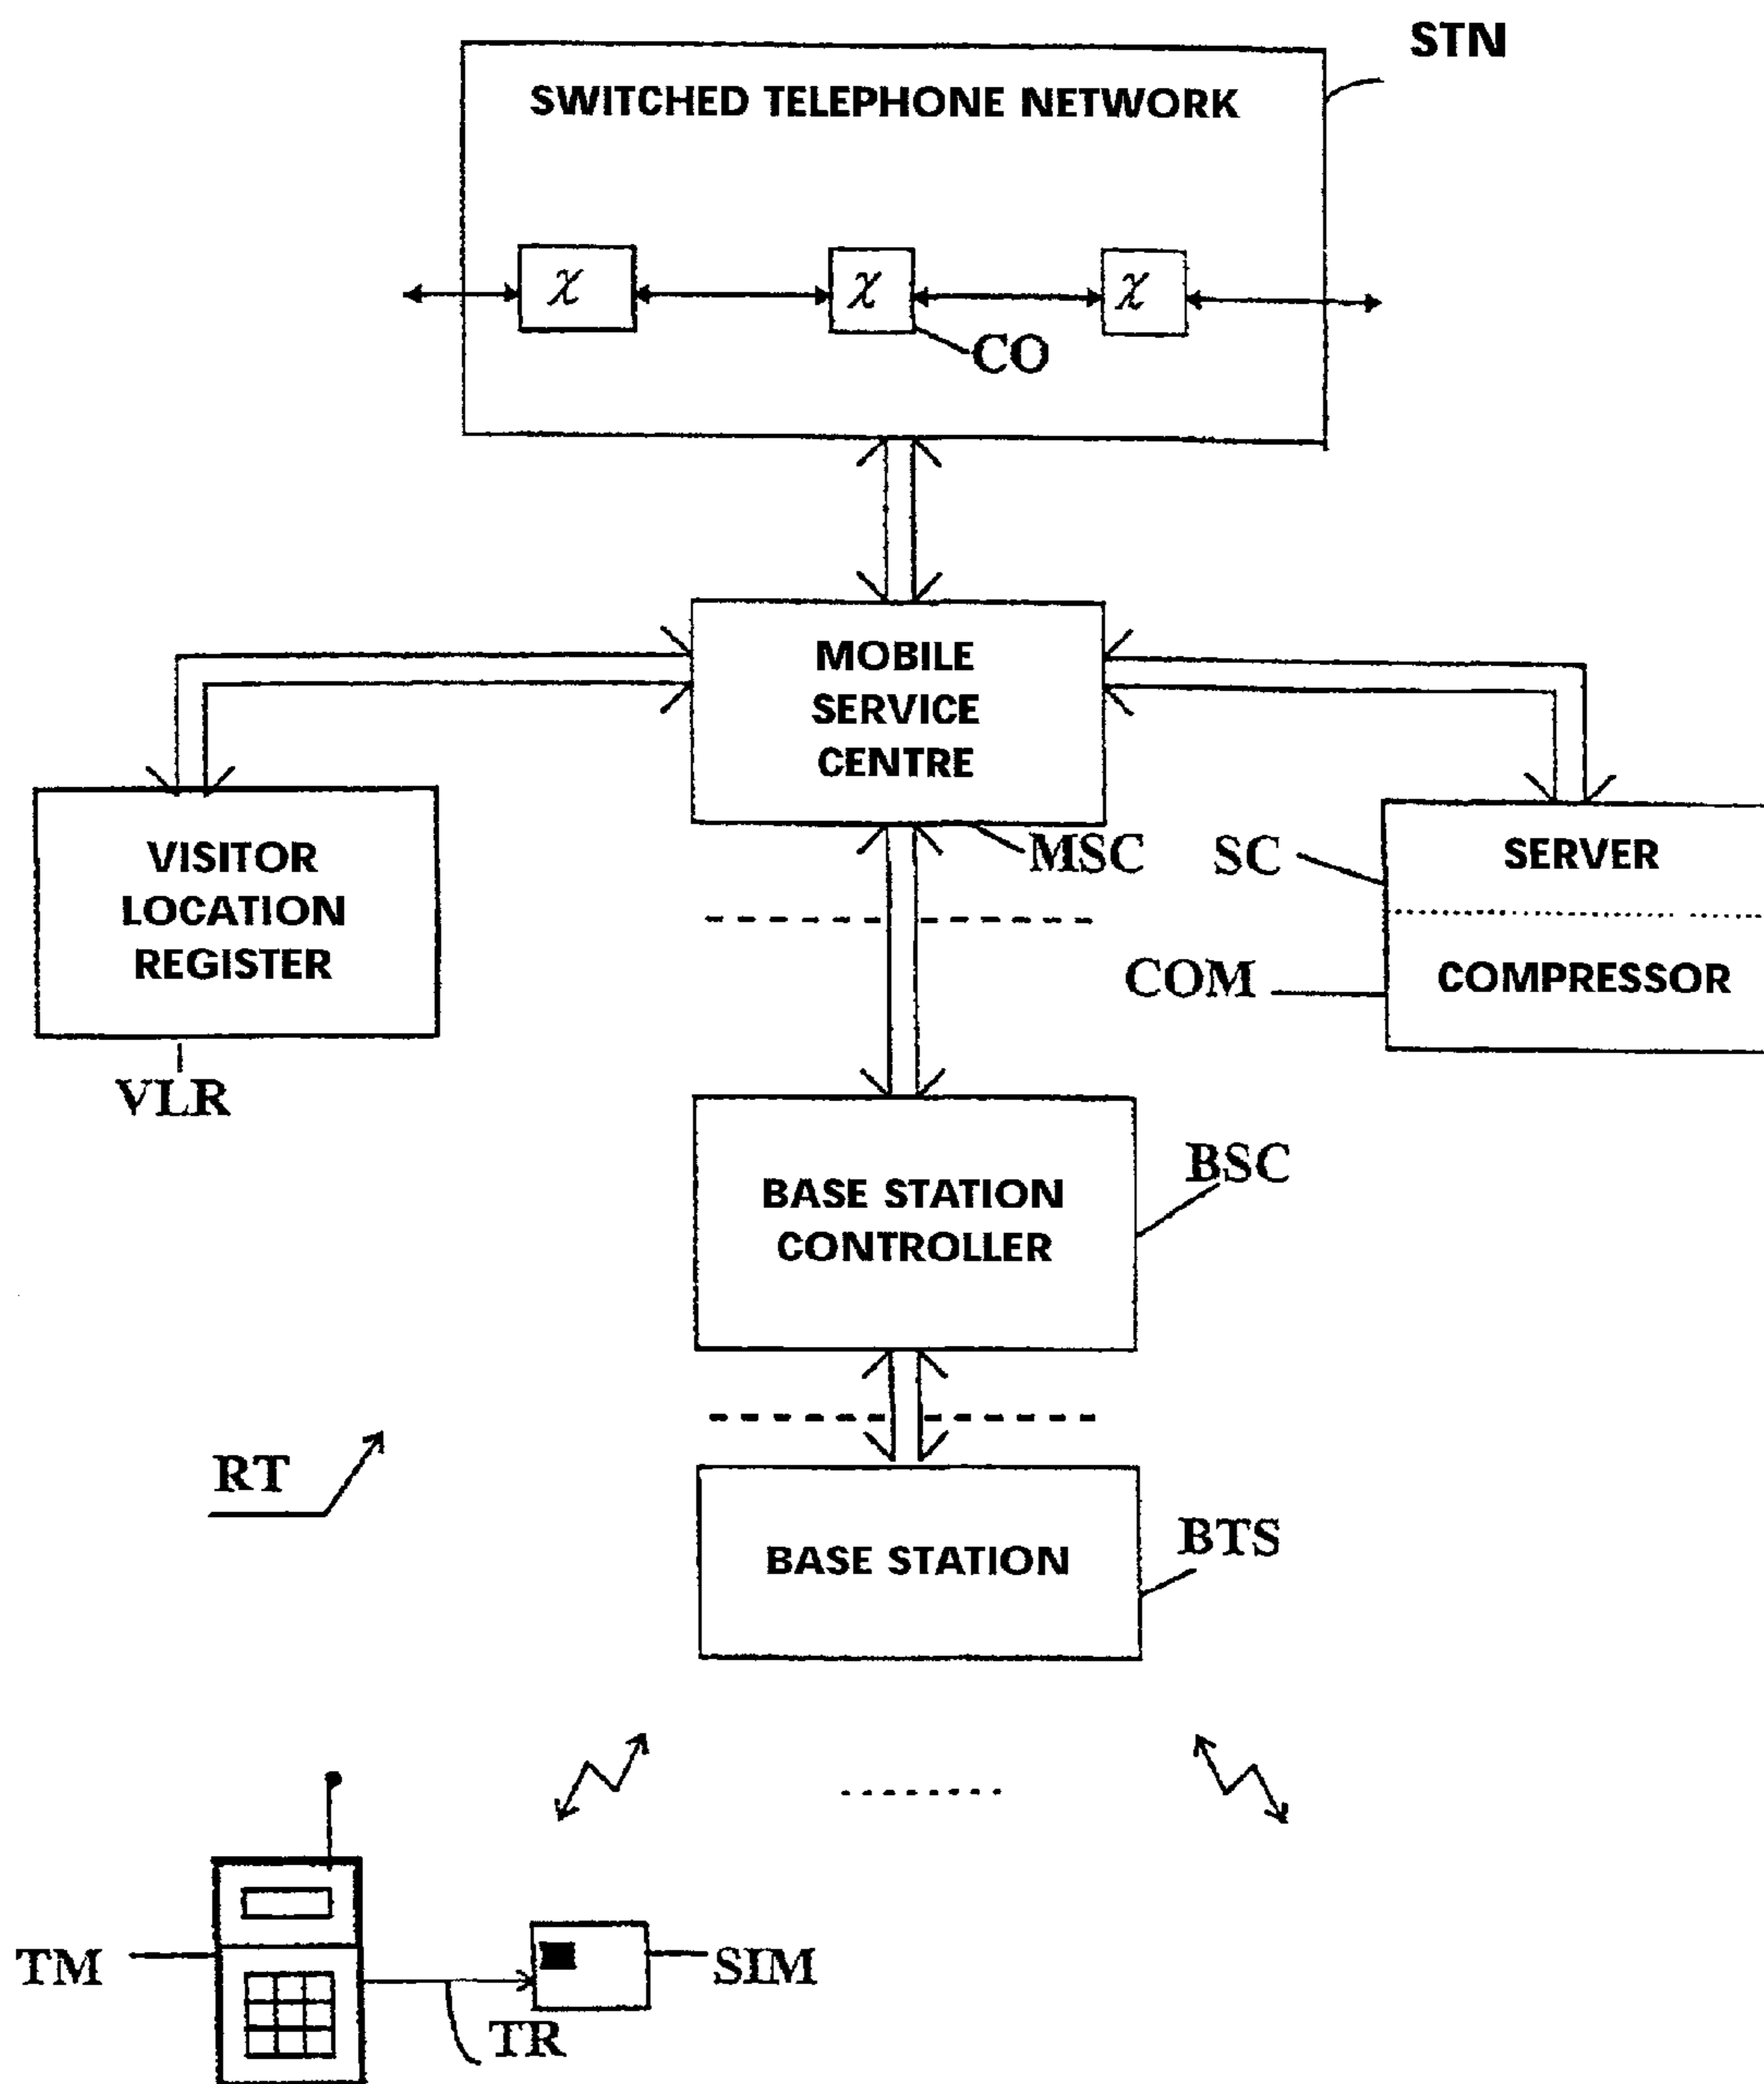 STN
SWITCHED TELEPHONE NETWORK
χ χ χ
CO
MOBILE
SERVICE
CENTRE
MSC
VISITOR
LOCATION
REGISTER
VLR
SC
SERVER
COM
COMPRESSOR
BASE STATION
CONTROLLER
BSC
RT
BASE STATION
BTS
TM
SIM
TR